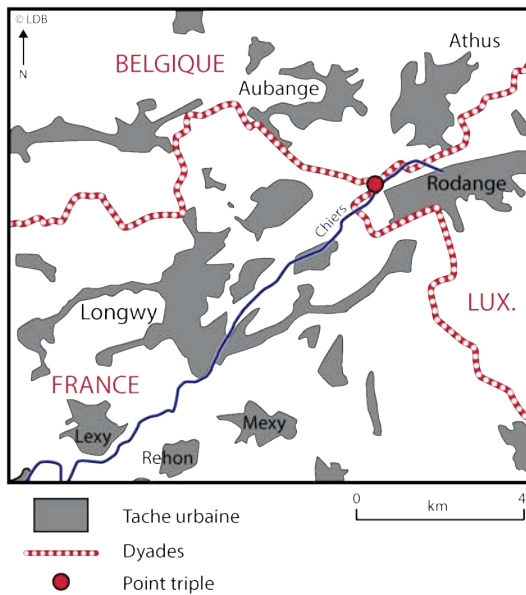 © LDB
N
BELGIQUE
Athus
Aubange
Rodange
Chiers
LUX.
Longwy
FRANCE
Lexy
Mexy
Rehon
0 4
km
Tache urbaine
Dyades
Point triple